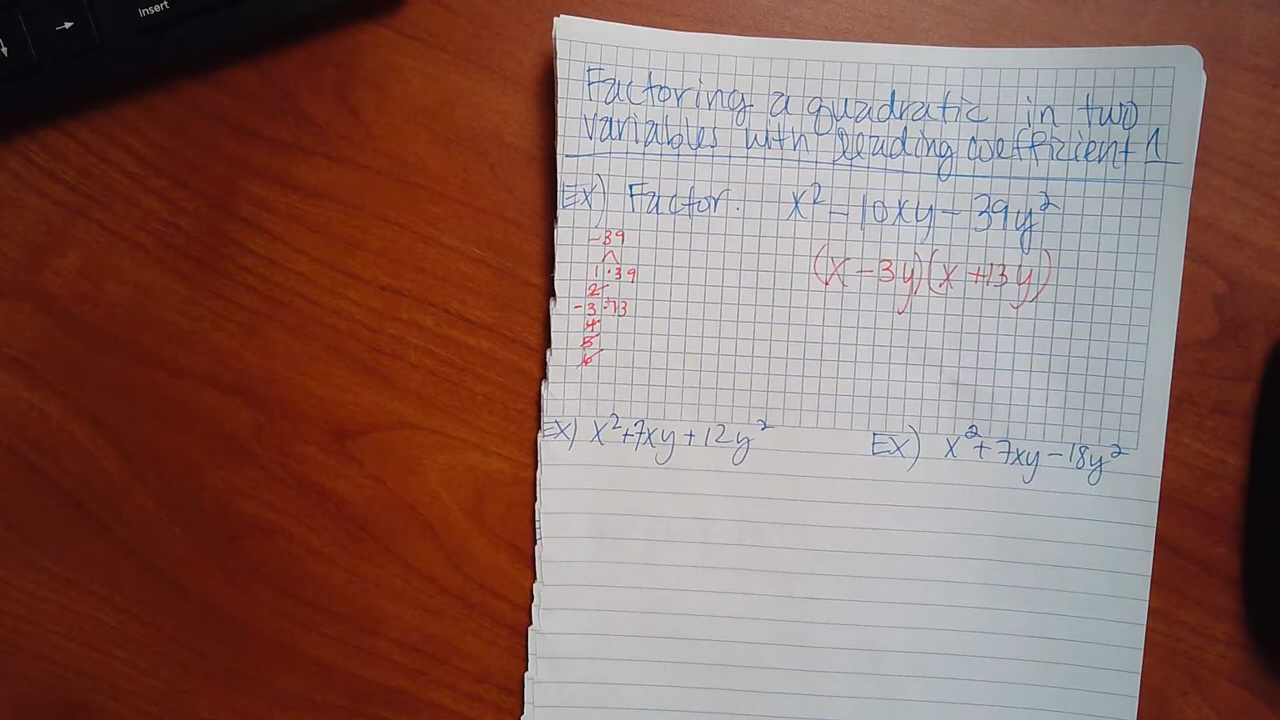 Insert
Factoring a quadratic in two
variables with leading coefficient 1
Ex) Factor. x² - 10xy - 39y²
-39
(x - 3y)(x + 13y)
1·39
2
-3·13
4
5
6
Ex) x² + 7xy + 12y² Ex) x² + 7xy - 18y²